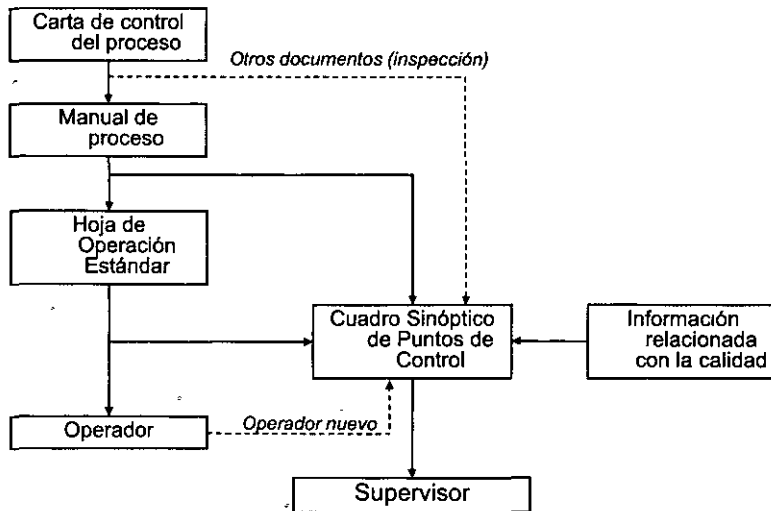 Carta de control
del proceso
Otros documentos (inspección)
Manual de
proceso
Hoja de
Operación
Estándar
Cuadro Sinóptico
de Puntos de
Control
Información
relacionada
con la calidad
Operador
Operador nuevo
Supervisor